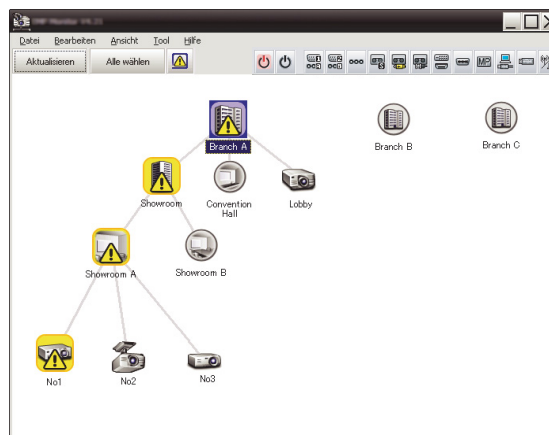 Datei Bearbeiten Ansicht Tool Hilfe
Aktualisieren Alle wählen
MP
Branch A
Branch B
Branch C
Showroom
Convention
Hall
Lobby
Showroom A
Showroom B
No1
No2
No3